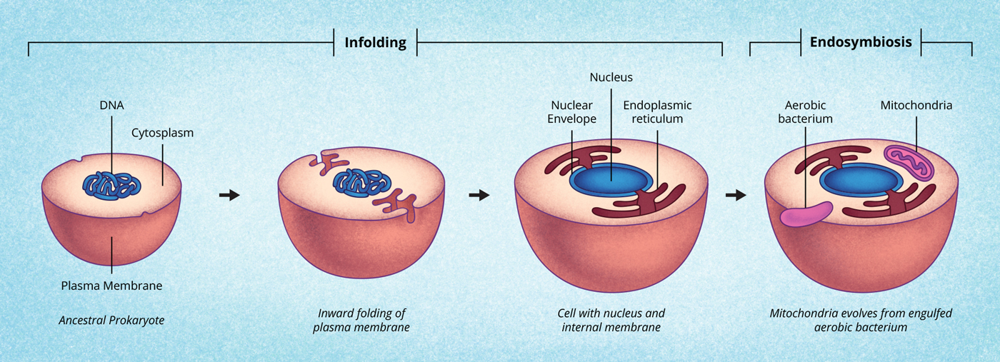 Infolding
Endosymbiosis
DNA
Cytosplasm
Plasma Membrane
Ancestral Prokaryote
Inward folding of
plasma membrane
Nucleus
Nuclear
Envelope
Endoplasmic
reticulum
Cell with nucleus and
internal membrane
Aerobic
bacterium
Mitochondria
Mitochondria evolves from engulfed
aerobic bacterium